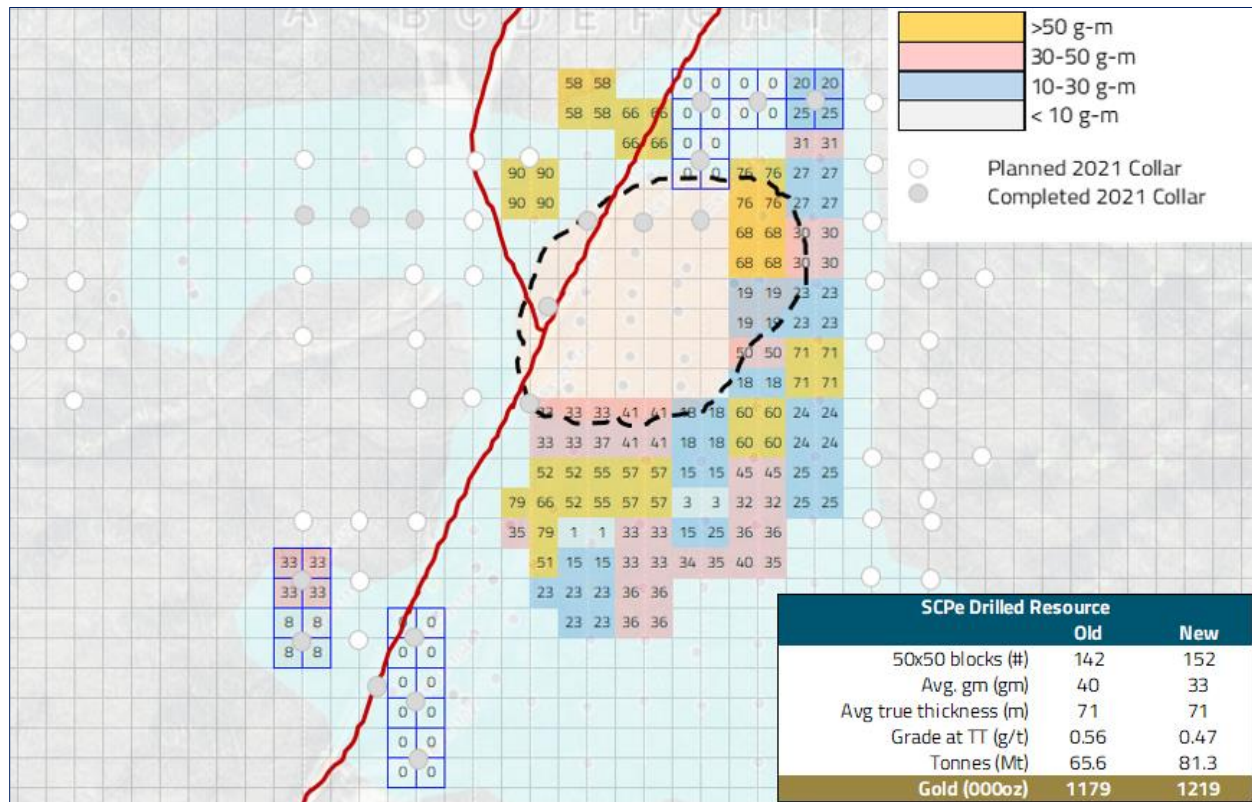 A B C D E F G H I
>50 g-m
30-50 g-m
10-30 g-m
< 10 g-m
Planned 2021 Collar
Completed 2021 Collar
58 58 0 0 0 0 20 20
58 58 66 66 0 0 0 0 25 25
66 66 0 0 31 31
90 90 0 0 76 76 27 27
90 90 76 76 27 27
68 68 30 30
68 68 30 30
19 19 23 23
19 19 23 23
50 50 71 71
18 18 71 71
33 33 33 41 41 18 18 60 60 24 24
33 33 37 41 41 18 18 60 60 24 24
52 52 55 57 57 15 15 45 45 25 25
79 66 52 55 57 57 3 3 32 32 25 25
35 79 1 1 33 33 15 25 36 36
33 33 51 15 15 33 33 34 35 40 35
33 33 23 23 23 36 36
8 8 0 0 23 23 36 36
8 8 0 0
0 0
0 0
0 0
0 0
SCPe Drilled Resource
Old New
50x50 blocks (#) 142 152
Avg. gm (gm) 40 33
Avg true thickness (m) 71 71
Grade at TT (g/t) 0.56 0.47
Tonnes (Mt) 65.6 81.3
Gold (000oz) 1179 1219